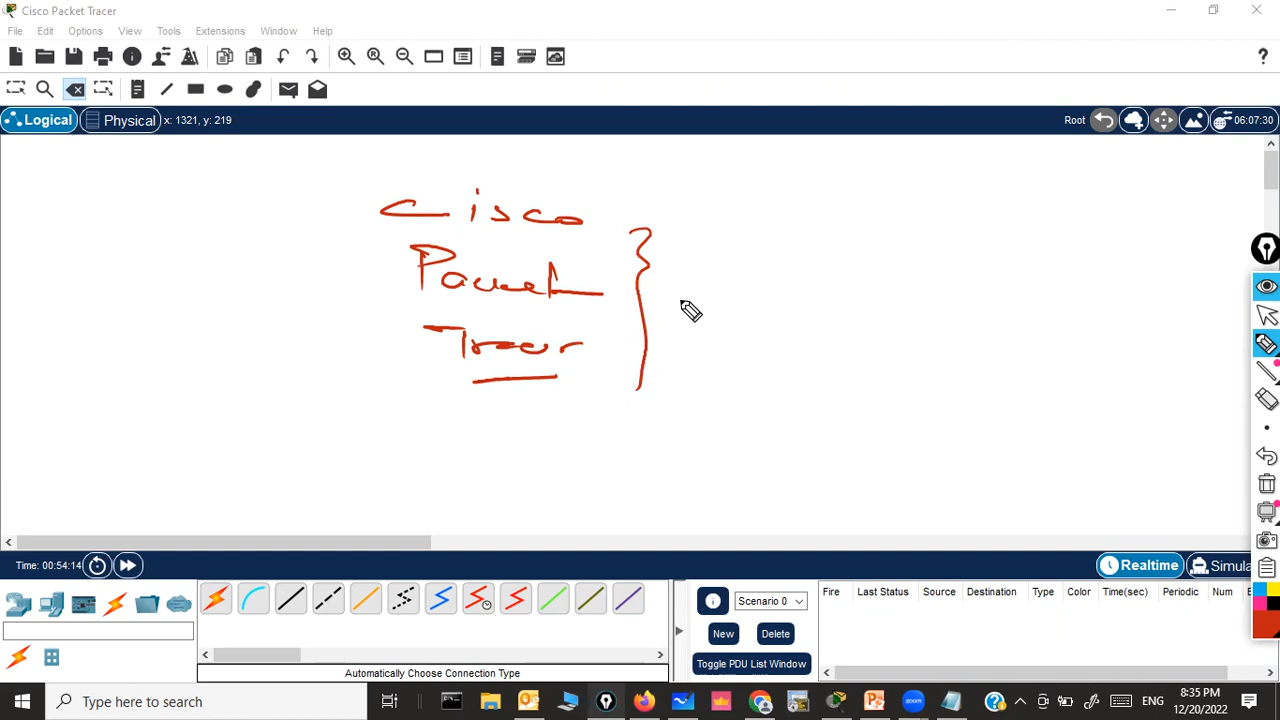 Cisco Packet Tracer
File Edit Options View Tools Extensions Window Help
Logical Physical x: 1321, y: 219 Root 06:07:30
Cisco
Packet
Tracer
Time: 00:54:14 Realtime Simula
Scenario 0 Fire Last Status Source Destination Type Color Time(sec) Periodic Num
New Delete
Toggle PDU List Window
Automatically Choose Connection Type
Type here to search ENG 8:35 PM
12/20/2022